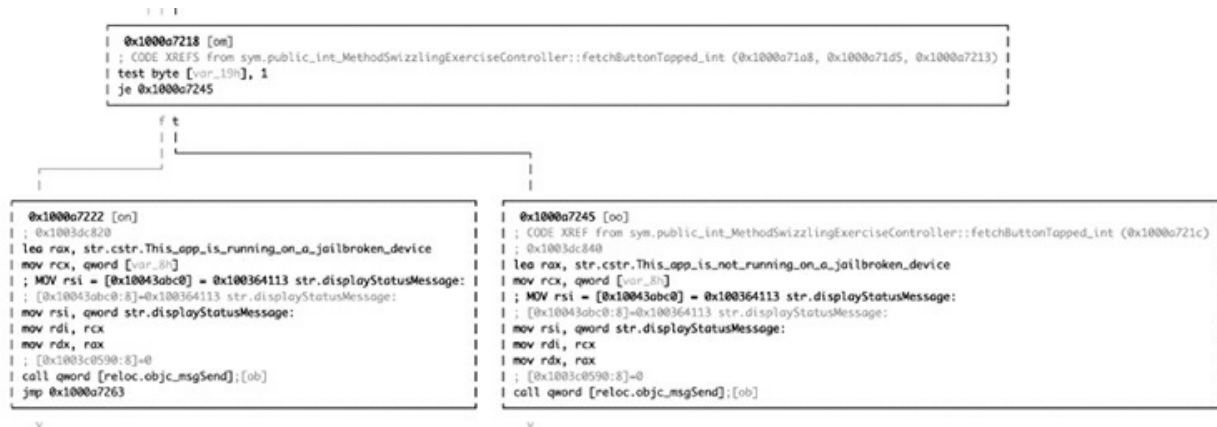 0x1000a7218 [om]
; CODE XREFS from sym.public_int_MethodSwizzlingExerciseController::fetchButtonTapped_int (0x1000a71a8, 0x1000a71d5, 0x1000a7213)
test byte [var_19h], 1
je 0x1000a7245
f t
0x1000a7222 [on]
; 0x1003dc820
lea rax, str.cstr.This_app_is_running_on_a_jailbroken_device
mov rcx, qword [var_8h]
; MOV rsi = [0x10043abc0] = 0x100364113 str.displayStatusMessage:
; [0x10043abc0:8]=0x100364113 str.displayStatusMessage:
mov rsi, qword str.displayStatusMessage:
mov rdi, rcx
mov rdx, rax
; [0x1003c0590:8]=0
call qword [reloc.objc_msgSend];[ob]
jmp 0x1000a7263
v
0x1000a7245 [oo]
; CODE XREF from sym.public_int_MethodSwizzlingExerciseController::fetchButtonTapped_int (0x1000a721c)
; 0x1003dc840
lea rax, str.cstr.This_app_is_not_running_on_a_jailbroken_device
mov rcx, qword [var_8h]
; MOV rsi = [0x10043abc0] = 0x100364113 str.displayStatusMessage:
; [0x10043abc0:8]=0x100364113 str.displayStatusMessage:
mov rsi, qword str.displayStatusMessage:
mov rdi, rcx
mov rdx, rax
; [0x1003c0590:8]=0
call qword [reloc.objc_msgSend];[ob]
v